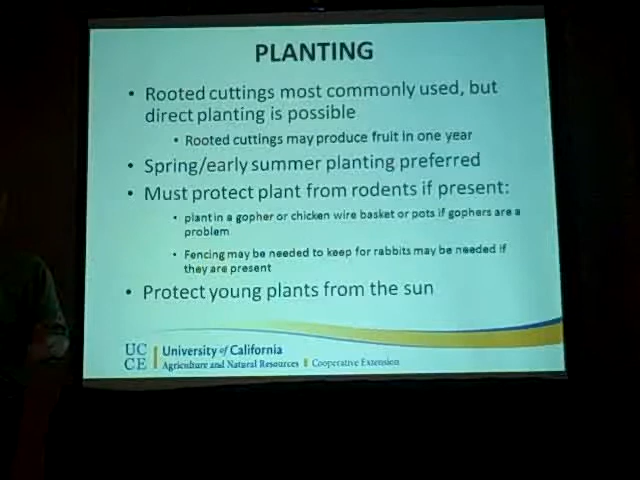 PLANTING
• Rooted cuttings most commonly used, but
direct planting is possible
• Rooted cuttings may produce fruit in one year
• Spring/early summer planting preferred
• Must protect plant from rodents if present:
• plant in a gopher or chicken wire basket or pots if gophers are a
problem
• Fencing may be needed to keep for rabbits may be needed if
they are present
• Protect young plants from the sun
UC
CE
University of California
Agriculture and Natural Resources Cooperative Extension